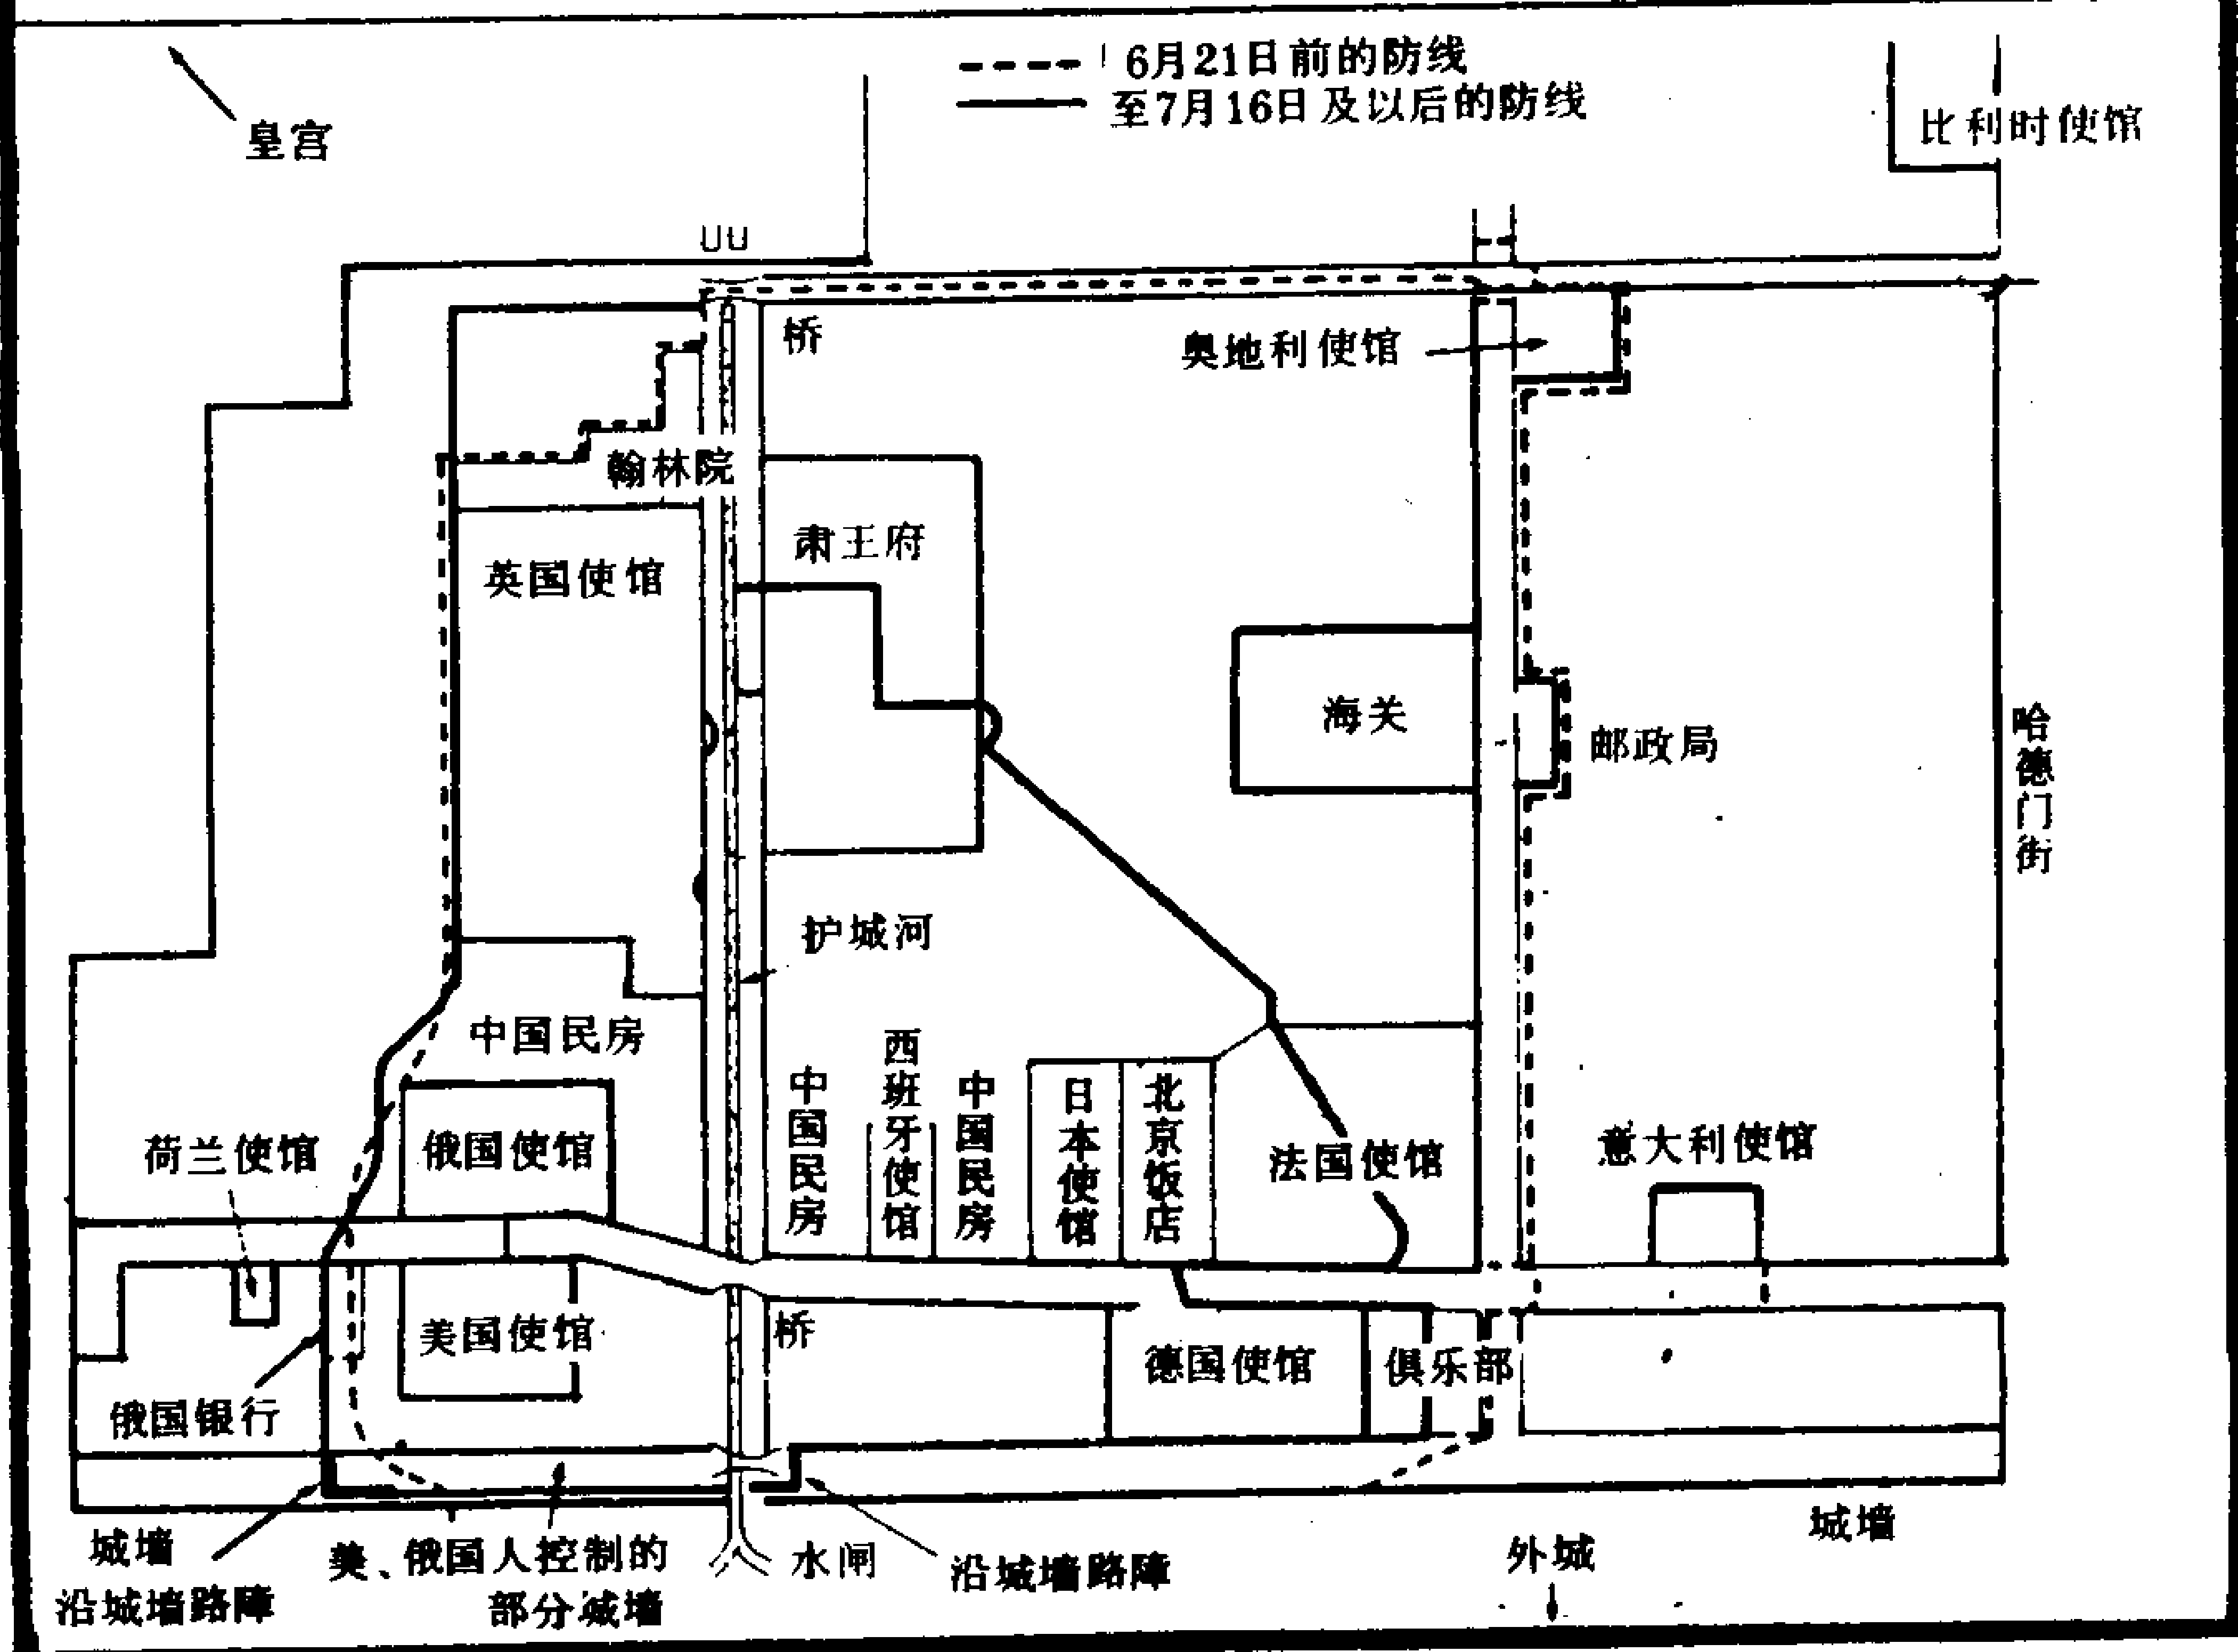 6月21日前的防线
至7月16日及以后的防线
皇宫
比利时使馆
桥
奥地利使馆
翰林院
肃王府
英国使馆
海关
邮政局
哈德门街
护城河
中国民房
中国民房
西班牙使馆
中国民房
日本使馆
北京饭店
荷兰使馆
俄国使馆
法国使馆
意大利使馆
美国使馆
桥
德国使馆
俱乐部
俄国银行
城墙
沿城墙路障
美、俄国人控制的
部分城墙
水闸
沿城墙路障
外城
城墙